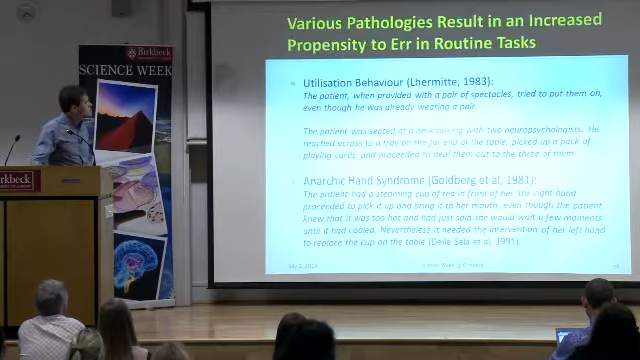 Various Pathologies Result in an Increased
Propensity to Err in Routine Tasks
Birkbeck
SCIENCE WEEK
Utilisation Behaviour (Lhermitte, 1983):
The patient, when provided with a pair of spectacles, tried to put them on,
even though he was already wearing a pair.
The patient was seated at a desk talking with two neuropsychologists. He
reached across to a tray on the far end of the table, picked up a pack of
playing cards, and proceeded to deal them out to the three of them.
Anarchic Hand Syndrome (Goldberg et al, 1981):
The patient had a steaming cup of tea in front of her. The right hand
proceeded to pick it up and bring it to her mouth, even though the patient
knew that it was too hot and had just said she would wait a few moments
until it had cooled. Nevertheless it needed the intervention of her left hand
to replace the cup on the table (Della Sala et al, 1991).
July 3, 2014
Science Week @ Birkbeck
Birkbeck